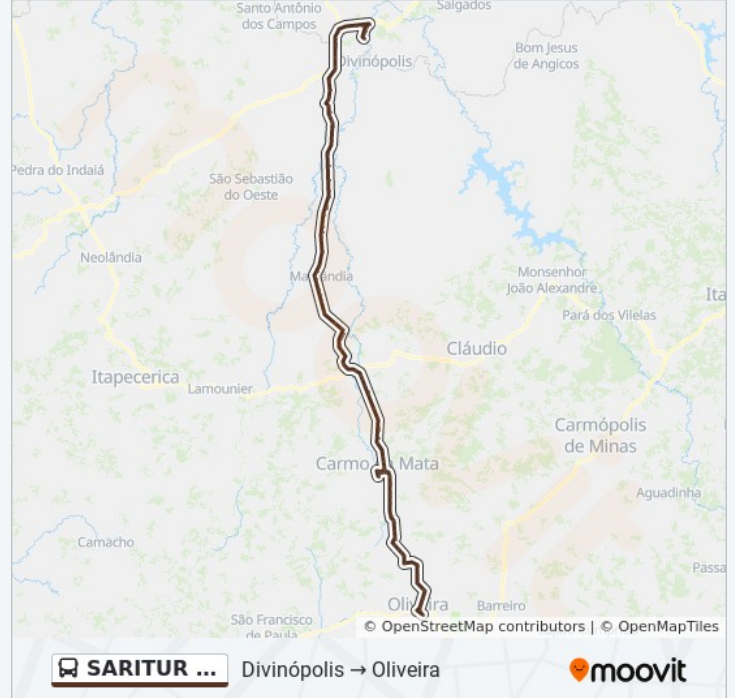 Santo Antônio
dos Campos
Salgados
Divinópolis
Bom Jesus
de Angicos
Pedra do Indaiá
São Sebastião
do Oeste
Neolândia
Monsenhor
João Alexandre
Ita
Pará dos Vilelas
Cláudio
Itapecerica
Lamounier
Carmópolis
de Minas
Carmo
Mata
Aguadinha
Camacho
Passa
Barreiro
São Francisco
de Paula
© OpenStreetMap contributors | © OpenMapTiles
SARITUR ...
Divinópolis → Oliveira
moovit